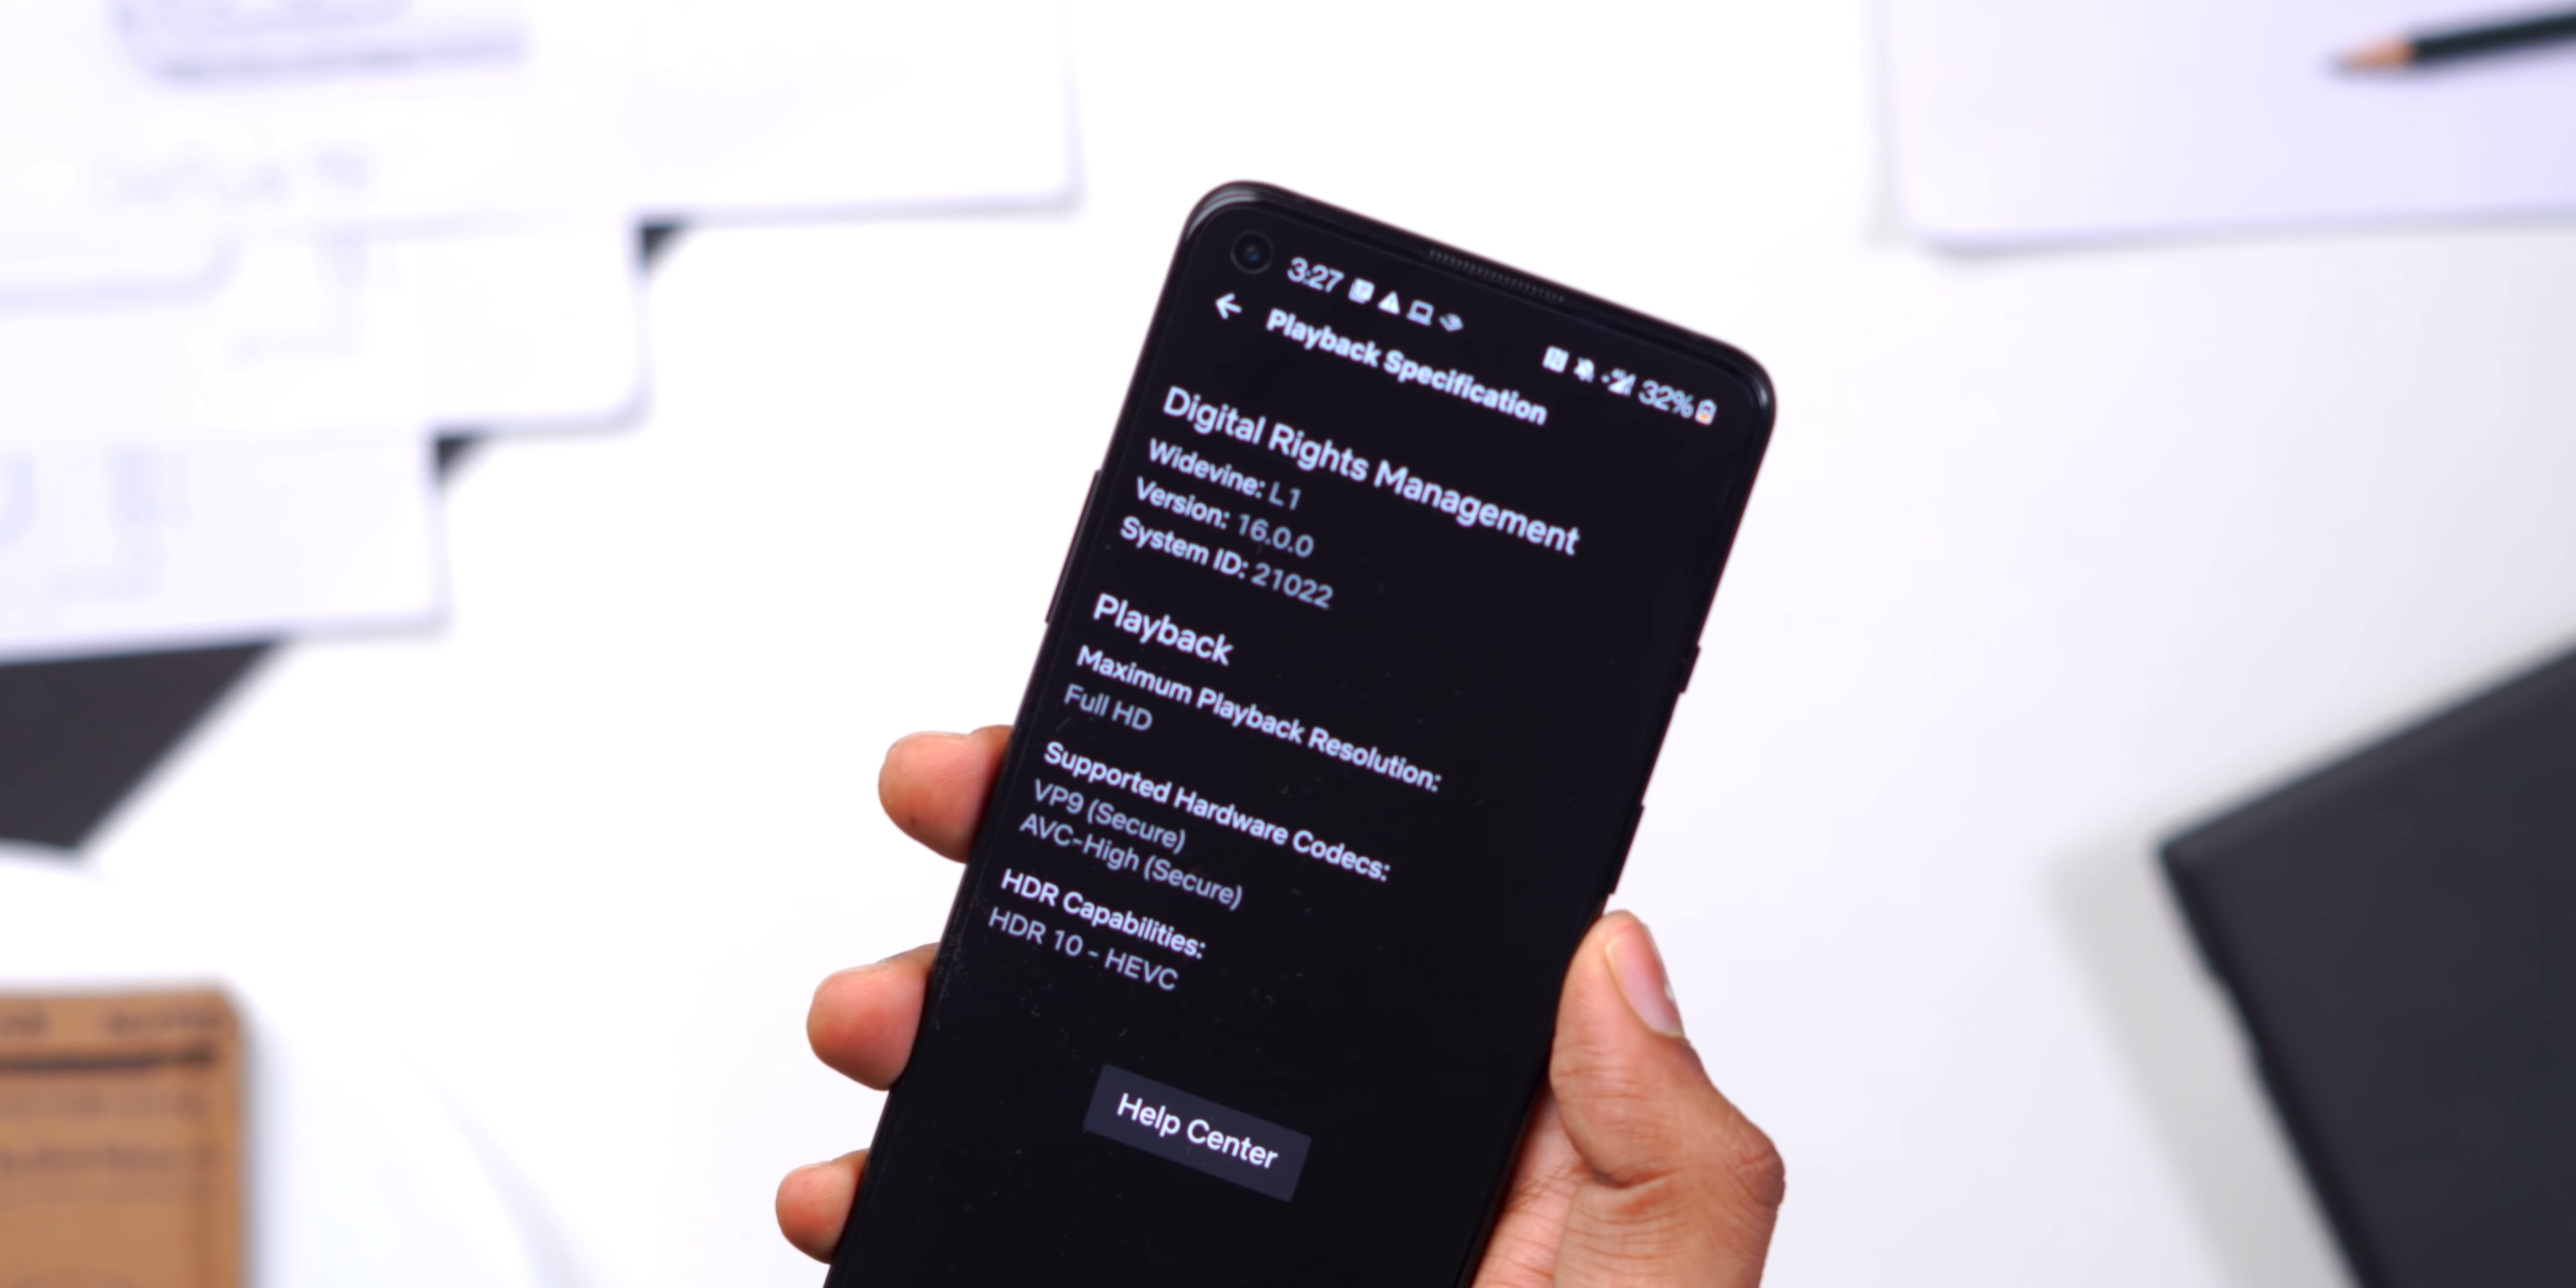 3:27
32%
Playback Specification
Digital Rights Management
Widevine: L1
Version: 16.0.0
System ID: 21022
Playback
Maximum Playback Resolution:
Full HD
Supported Hardware Codecs:
VP9 (Secure)
AVC-High (Secure)
HDR Capabilities:
HDR 10 - HEVC
Help Center